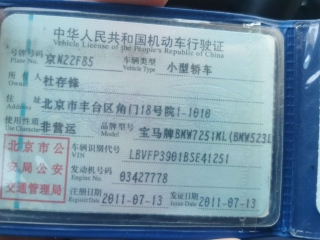 中华人民共和国机动车行驶证
Vehicle License of the People's Republic of China
号牌号码 京N22F85 车辆类型 小型轿车
Plate No. Vehicle Type
所有人 杜存锋
Owner
住址 北京市丰台区角门18号院1-1010
Address
使用性质 非营运 品牌型号 宝马牌BMW7251ML(BMW523L
Use Character Model
车辆识别代号 LBVFP3901BSE41251
VIN
发动机号码 03427778
Engine No.
北京市公
安局公安
交通管理局
注册日期 2011-07-13 发证日期 2011-07-13
Register Date Issue Date